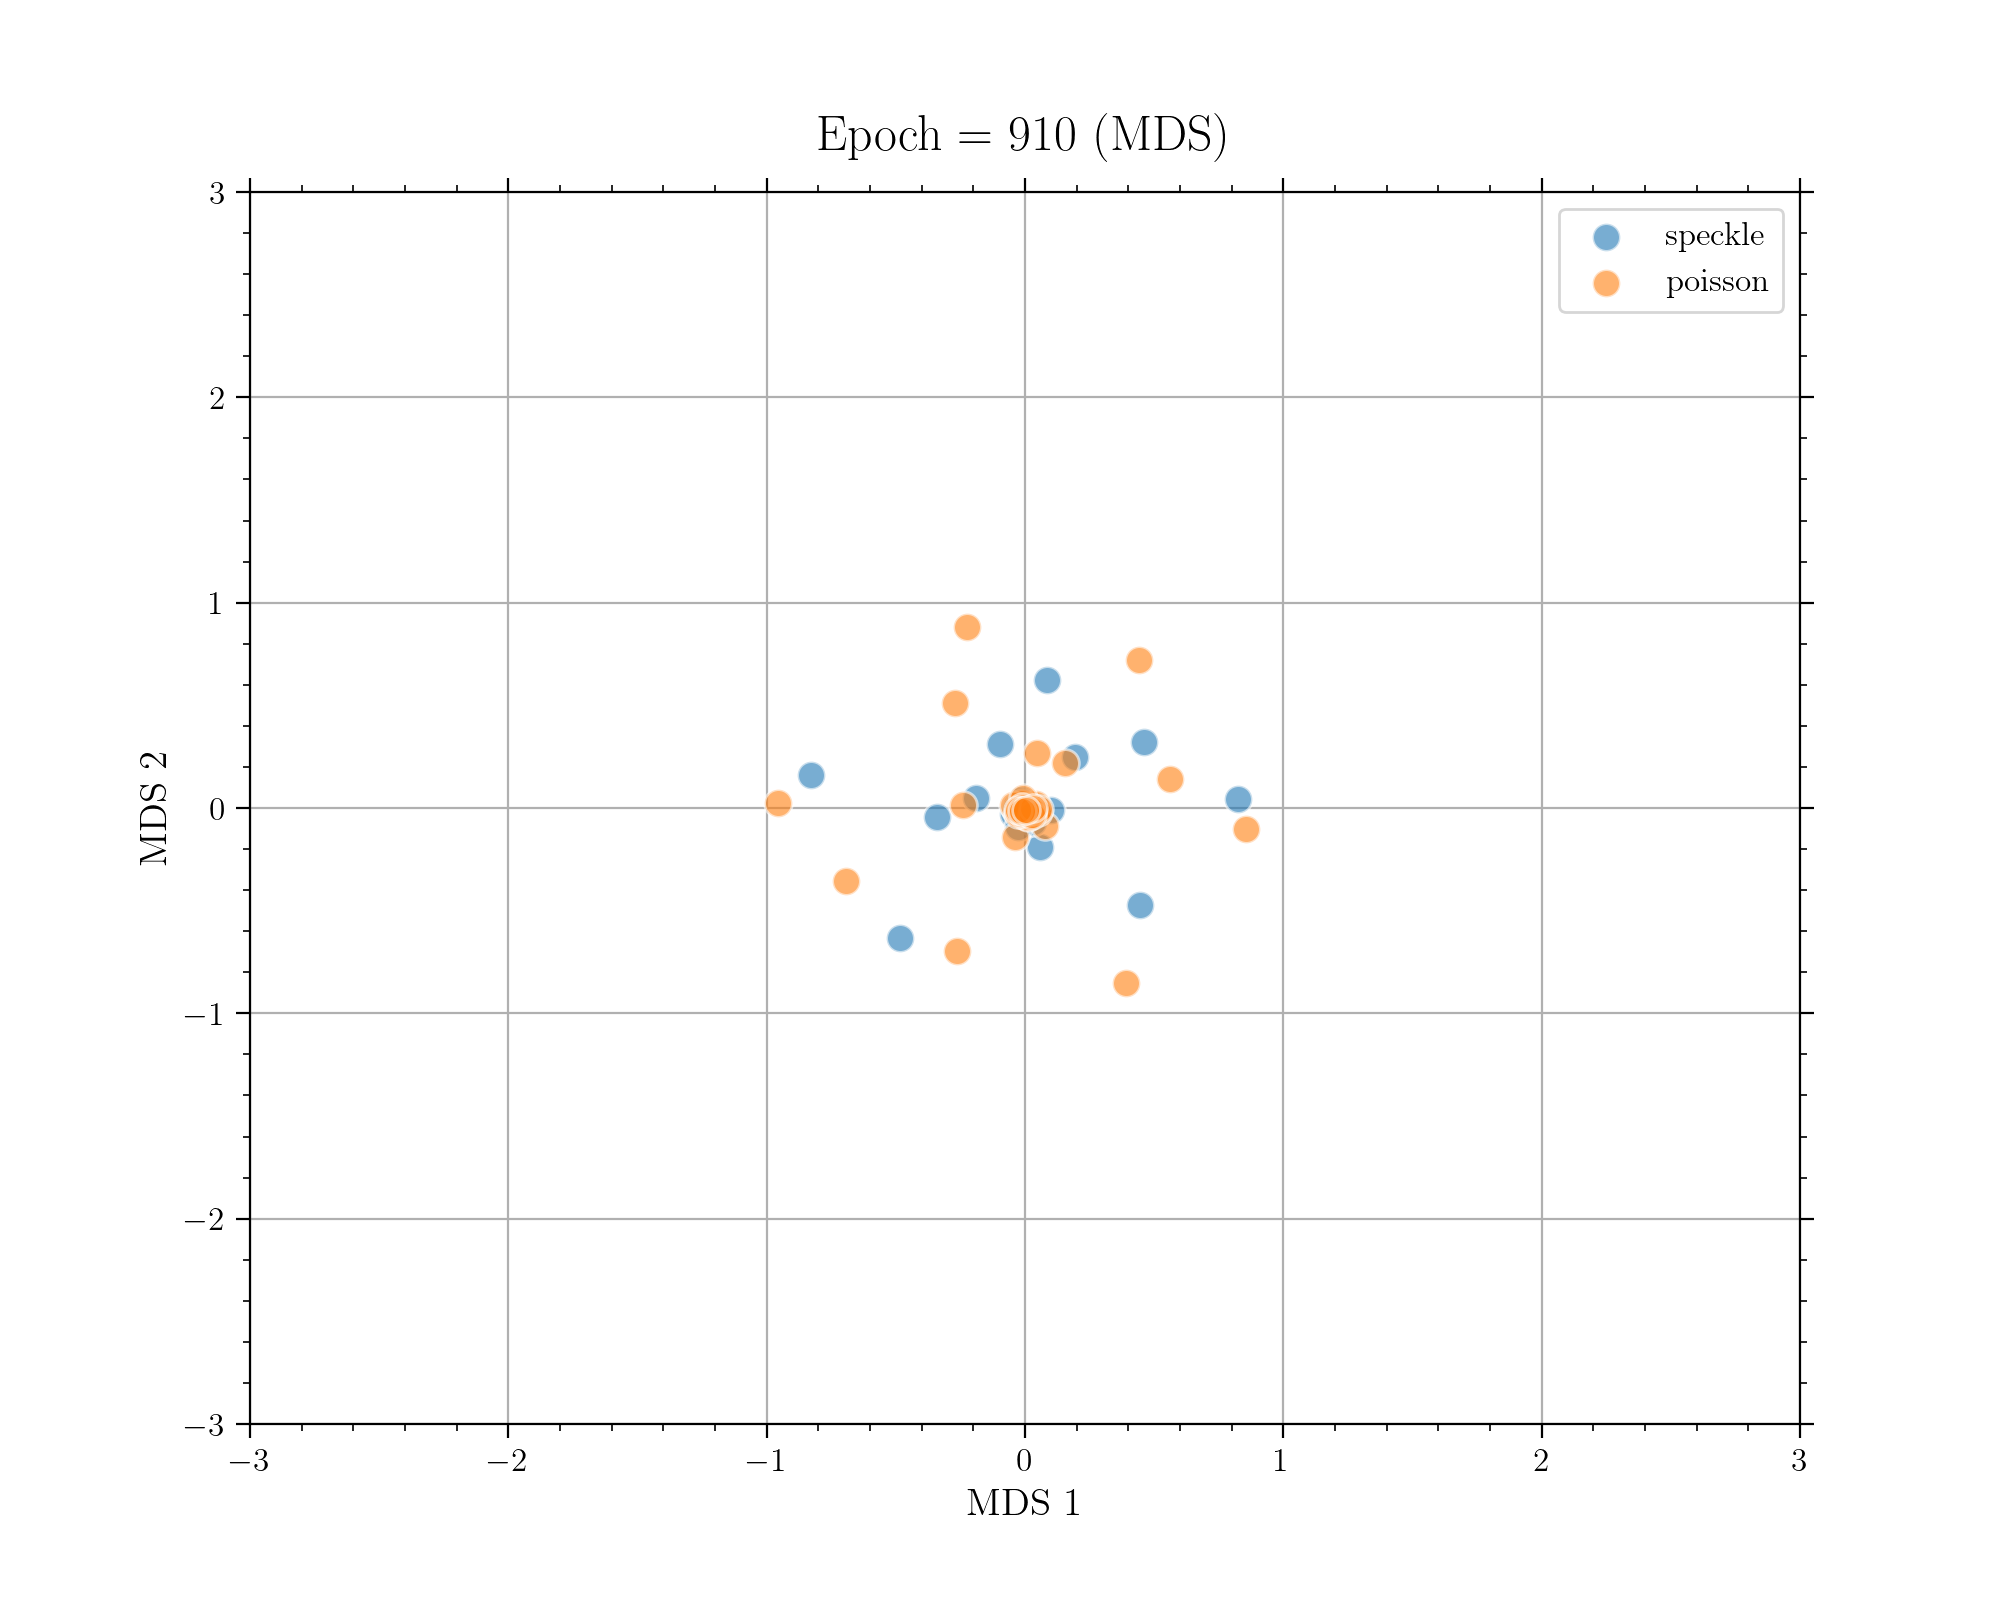 Epoch = 910 (MDS)
speckle
poisson
3
2
1
0
−1
−2
−3
MDS 2
−3 −2 −1 0 1 2 3
MDS 1